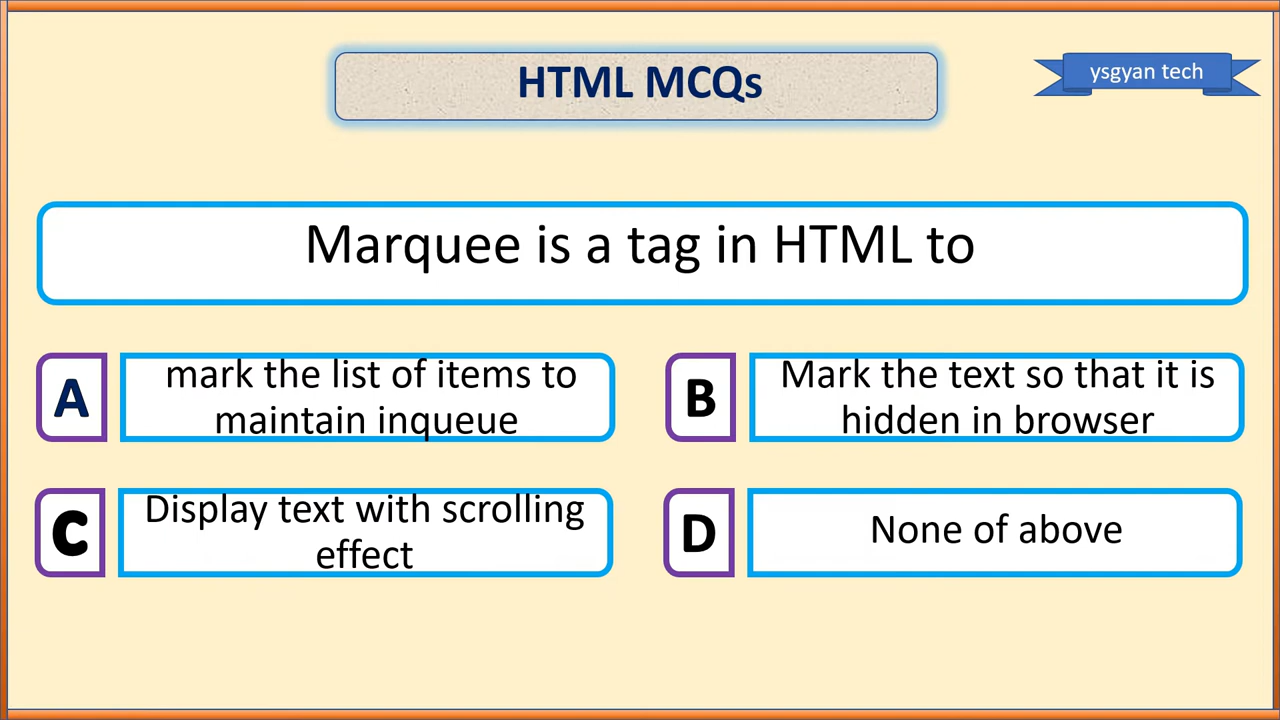 HTML MCQs
ysgyan tech
Marquee is a tag in HTML to
A
mark the list of items to
maintain inqueue
B
Mark the text so that it is
hidden in browser
C
Display text with scrolling
effect
D
None of above